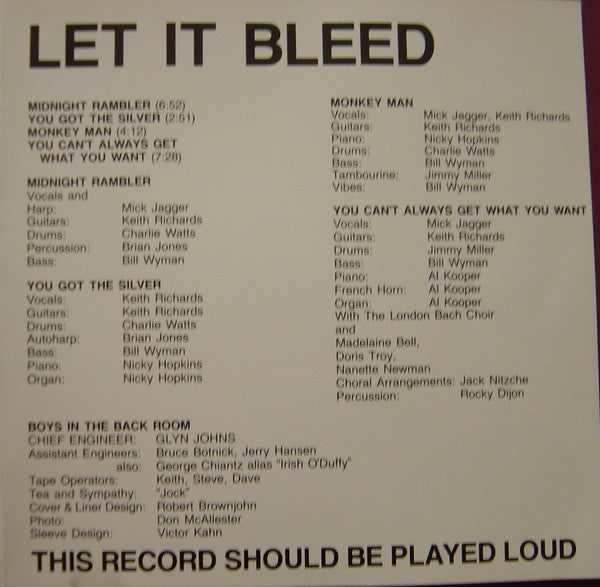 LET IT BLEED
MIDNIGHT RAMBLER (6:52)
YOU GOT THE SILVER (2:51)
MONKEY MAN (4:12)
YOU CAN'T ALWAYS GET
WHAT YOU WANT (7:28)
MIDNIGHT RAMBLER
Vocals and
Harp: Mick Jagger
Guitars: Keith Richards
Drums: Charlie Watts
Percussion: Brian Jones
Bass: Bill Wyman
YOU GOT THE SILVER
Vocals: Keith Richards
Guitars: Keith Richards
Drums: Charlie Watts
Autoharp: Brian Jones
Bass: Bill Wyman
Piano: Nicky Hopkins
Organ: Nicky Hopkins
MONKEY MAN
Vocals: Mick Jagger, Keith Richards
Guitars: Keith Richards
Piano: Nicky Hopkins
Drums: Charlie Watts
Bass: Bill Wyman
Tambourine: Jimmy Miller
Vibes: Bill Wyman
YOU CAN'T ALWAYS GET WHAT YOU WANT
Vocals: Mick Jagger
Guitars: Keith Richards
Drums: Jimmy Miller
Bass: Bill Wyman
Piano: Al Kooper
French Horn: Al Kooper
Organ: Al Kooper
With The London Bach Choir
and
Madelaine Bell,
Doris Troy,
Nanette Newman
Choral Arrangements: Jack Nitzche
Percussion: Rocky Dijon
BOYS IN THE BACK ROOM
CHIEF ENGINEER: GLYN JOHNS
Assistant Engineers: Bruce Botnick, Jerry Hansen
also: George Chiantz alias "Irish O'Duffy"
Tape Operators: Keith, Steve, Dave
Tea and Sympathy: "Jock"
Cover & Liner Design: Robert Brownjohn
Photo: Don McAllester
Sleeve Design: Victor Kahn
THIS RECORD SHOULD BE PLAYED LOUD